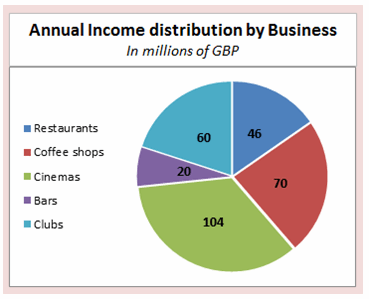 Annual Income distribution by Business
In millions of GBP
Restaurants
Coffee shops
Cinemas
Bars
Clubs
46
70
104
20
60